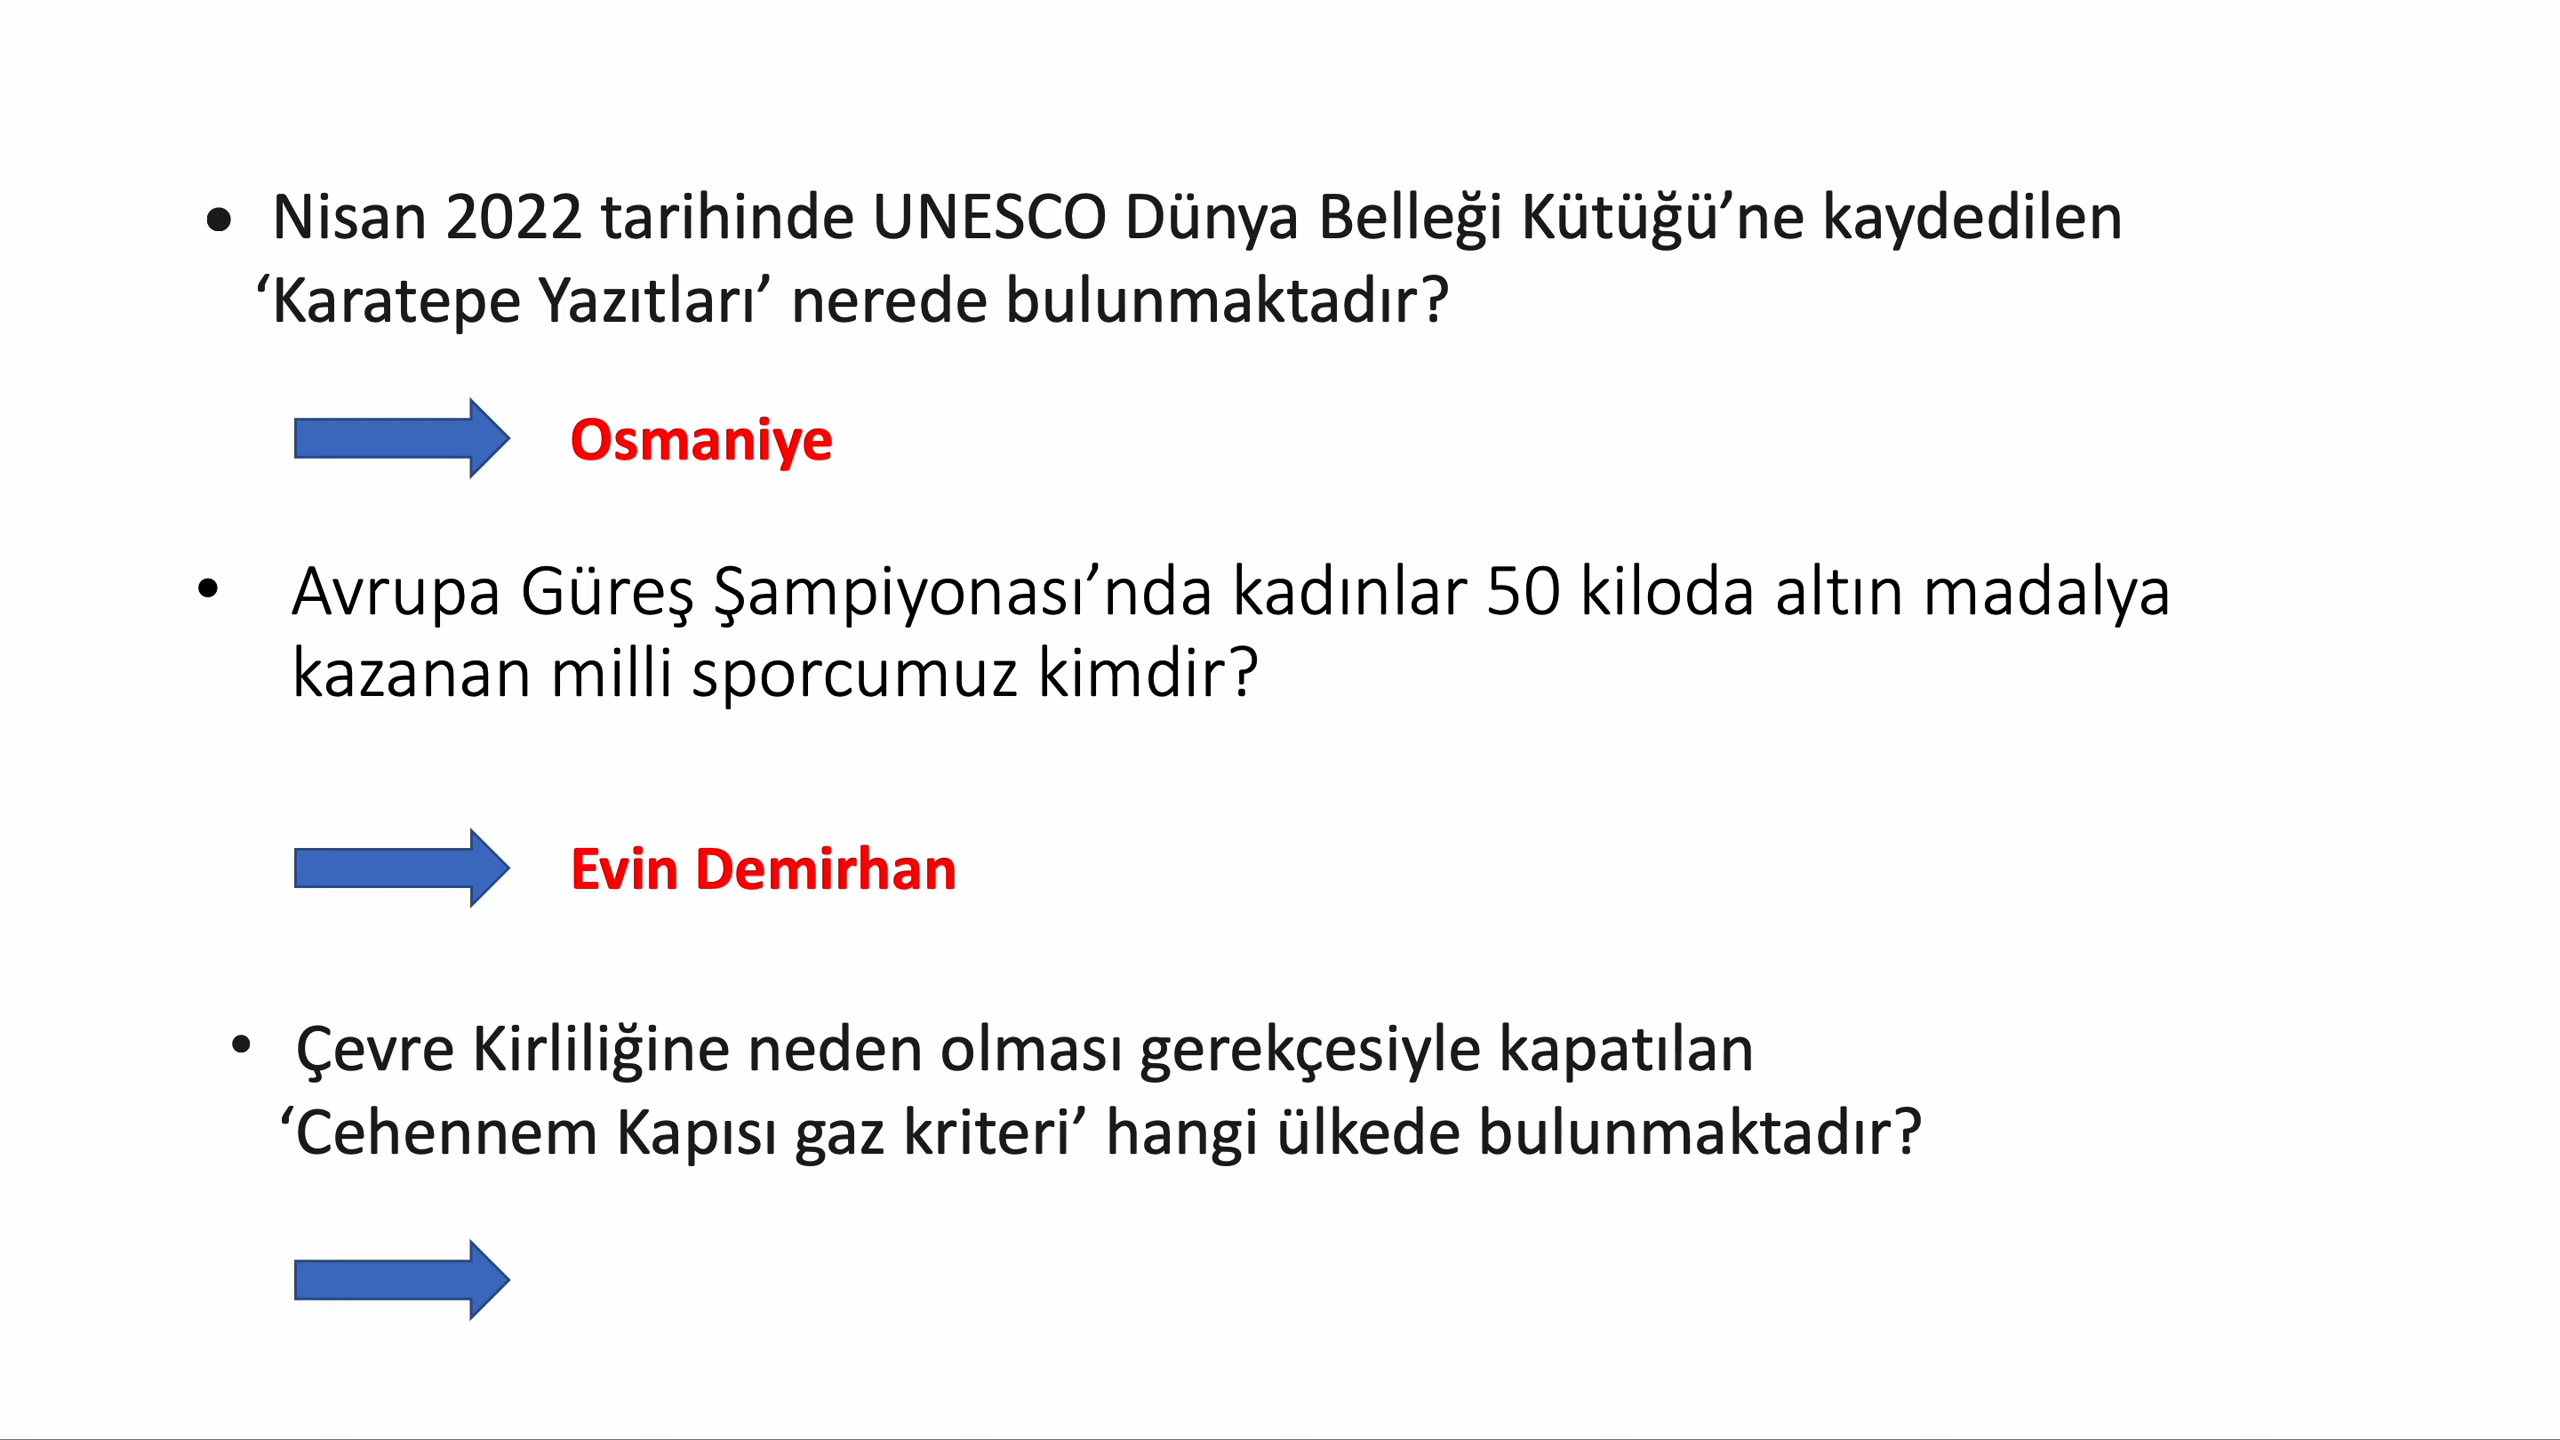 • Nisan 2022 tarihinde UNESCO Dünya Belleği Kütüğü’ne kaydedilen
‘Karatepe Yazıtları’ nerede bulunmaktadır?
Osmaniye
• Avrupa Güreş Şampiyonası’nda kadınlar 50 kiloda altın madalya
kazanan milli sporcumuz kimdir?
Evin Demirhan
• Çevre Kirliliğine neden olması gerekçesiyle kapatılan
‘Cehennem Kapısı gaz kriteri’ hangi ülkede bulunmaktadır?